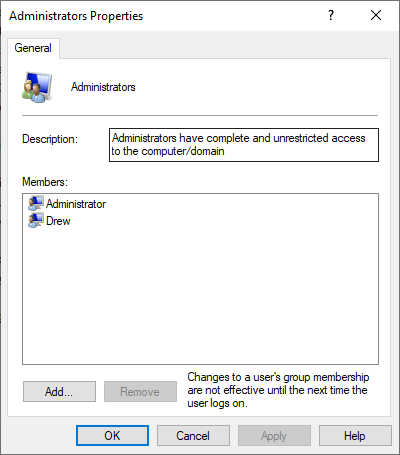 Administrators Properties
?
General
Administrators
Description:
Administrators have complete and unrestricted access
to the computer/domain
Members:
Administrator
Drew
Add...
Remove
Changes to a user's group membership
are not effective until the next time the
user logs on.
OK
Cancel
Apply
Help